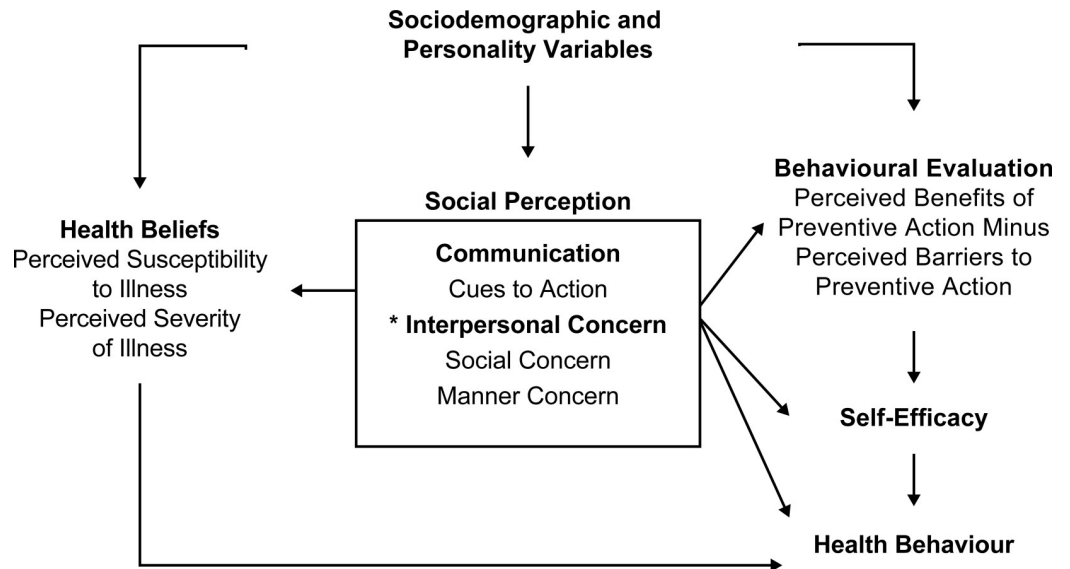 Sociodemographic and
Personality Variables
Behavioural Evaluation
Perceived Benefits of
Preventive Action Minus
Perceived Barriers to
Preventive Action
Social Perception
Health Beliefs
Perceived Susceptibility
to Illness
Perceived Severity
of Illness
Communication
Cues to Action
* Interpersonal Concern
Social Concern
Manner Concern
Self-Efficacy
Health Behaviour